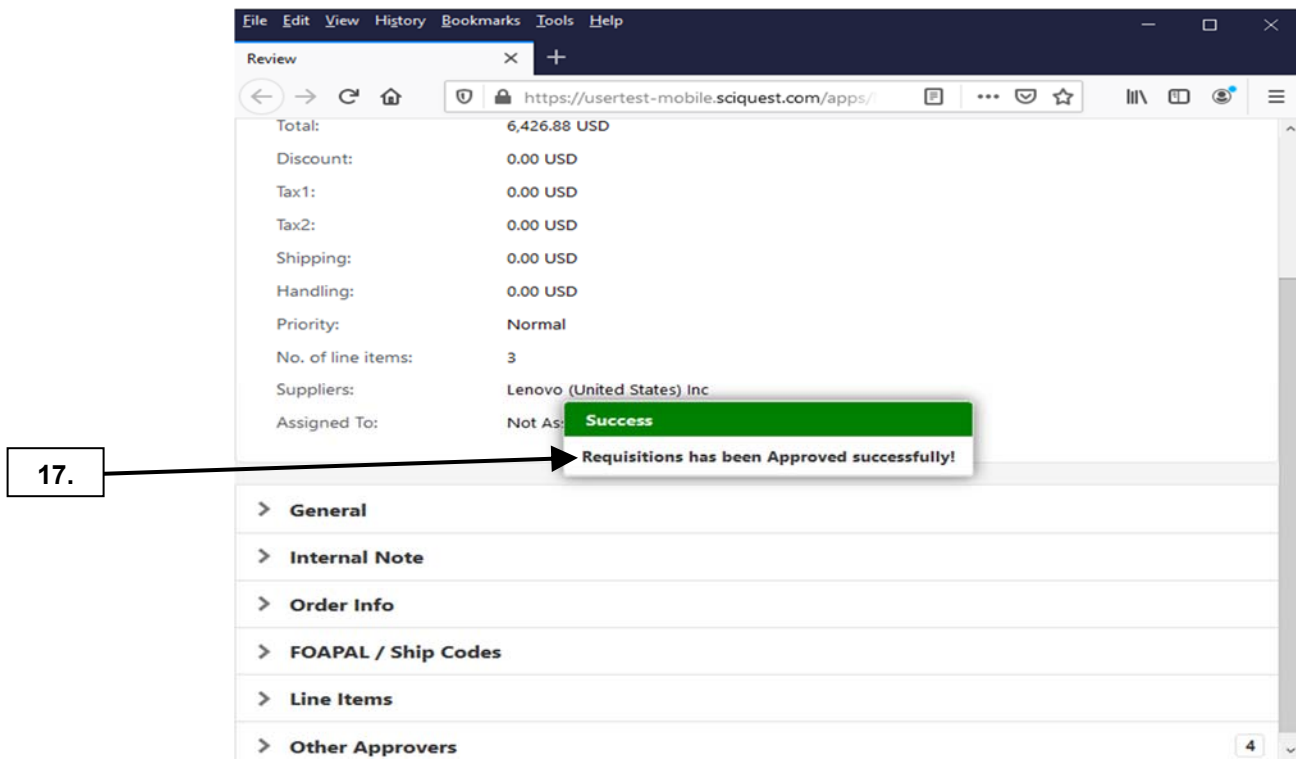 File Edit View History Bookmarks Tools Help
Review
https://usertest-mobile.sciquest.com/apps/
Total: 6,426.88 USD
Discount: 0.00 USD
Tax1: 0.00 USD
Tax2: 0.00 USD
Shipping: 0.00 USD
Handling: 0.00 USD
Priority: Normal
No. of line items: 3
Suppliers: Lenovo (United States) Inc
Assigned To: Not As
Success
17. Requisitions has been Approved successfully!
General
Internal Note
Order Info
FOAPAL / Ship Codes
Line Items
Other Approvers 4